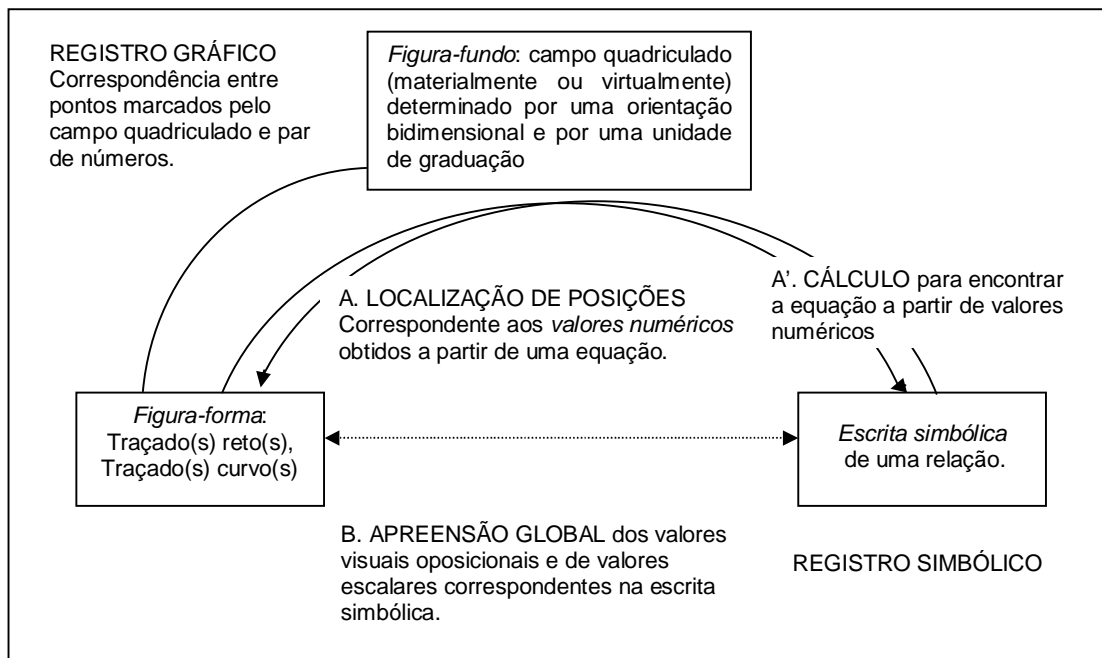 REGISTRO GRÁFICO
Correspondência entre
pontos marcados pelo
campo quadriculado e par
de números.
Figura-fundo: campo quadriculado
(materialmente ou virtualmente)
determinado por uma orientação
bidimensional e por uma unidade
de graduação
A. LOCALIZAÇÃO DE POSIÇÕES
Correspondente aos valores numéricos
obtidos a partir de uma equação.
A’. CÁLCULO para encontrar
a equação a partir de valores
numéricos
Figura-forma:
Traçado(s) reto(s),
Traçado(s) curvo(s)
Escrita simbólica
de uma relação.
B. APREENSÃO GLOBAL dos valores
visuais oposicionais e de valores
escalares correspondentes na escrita
simbólica.
REGISTRO SIMBÓLICO